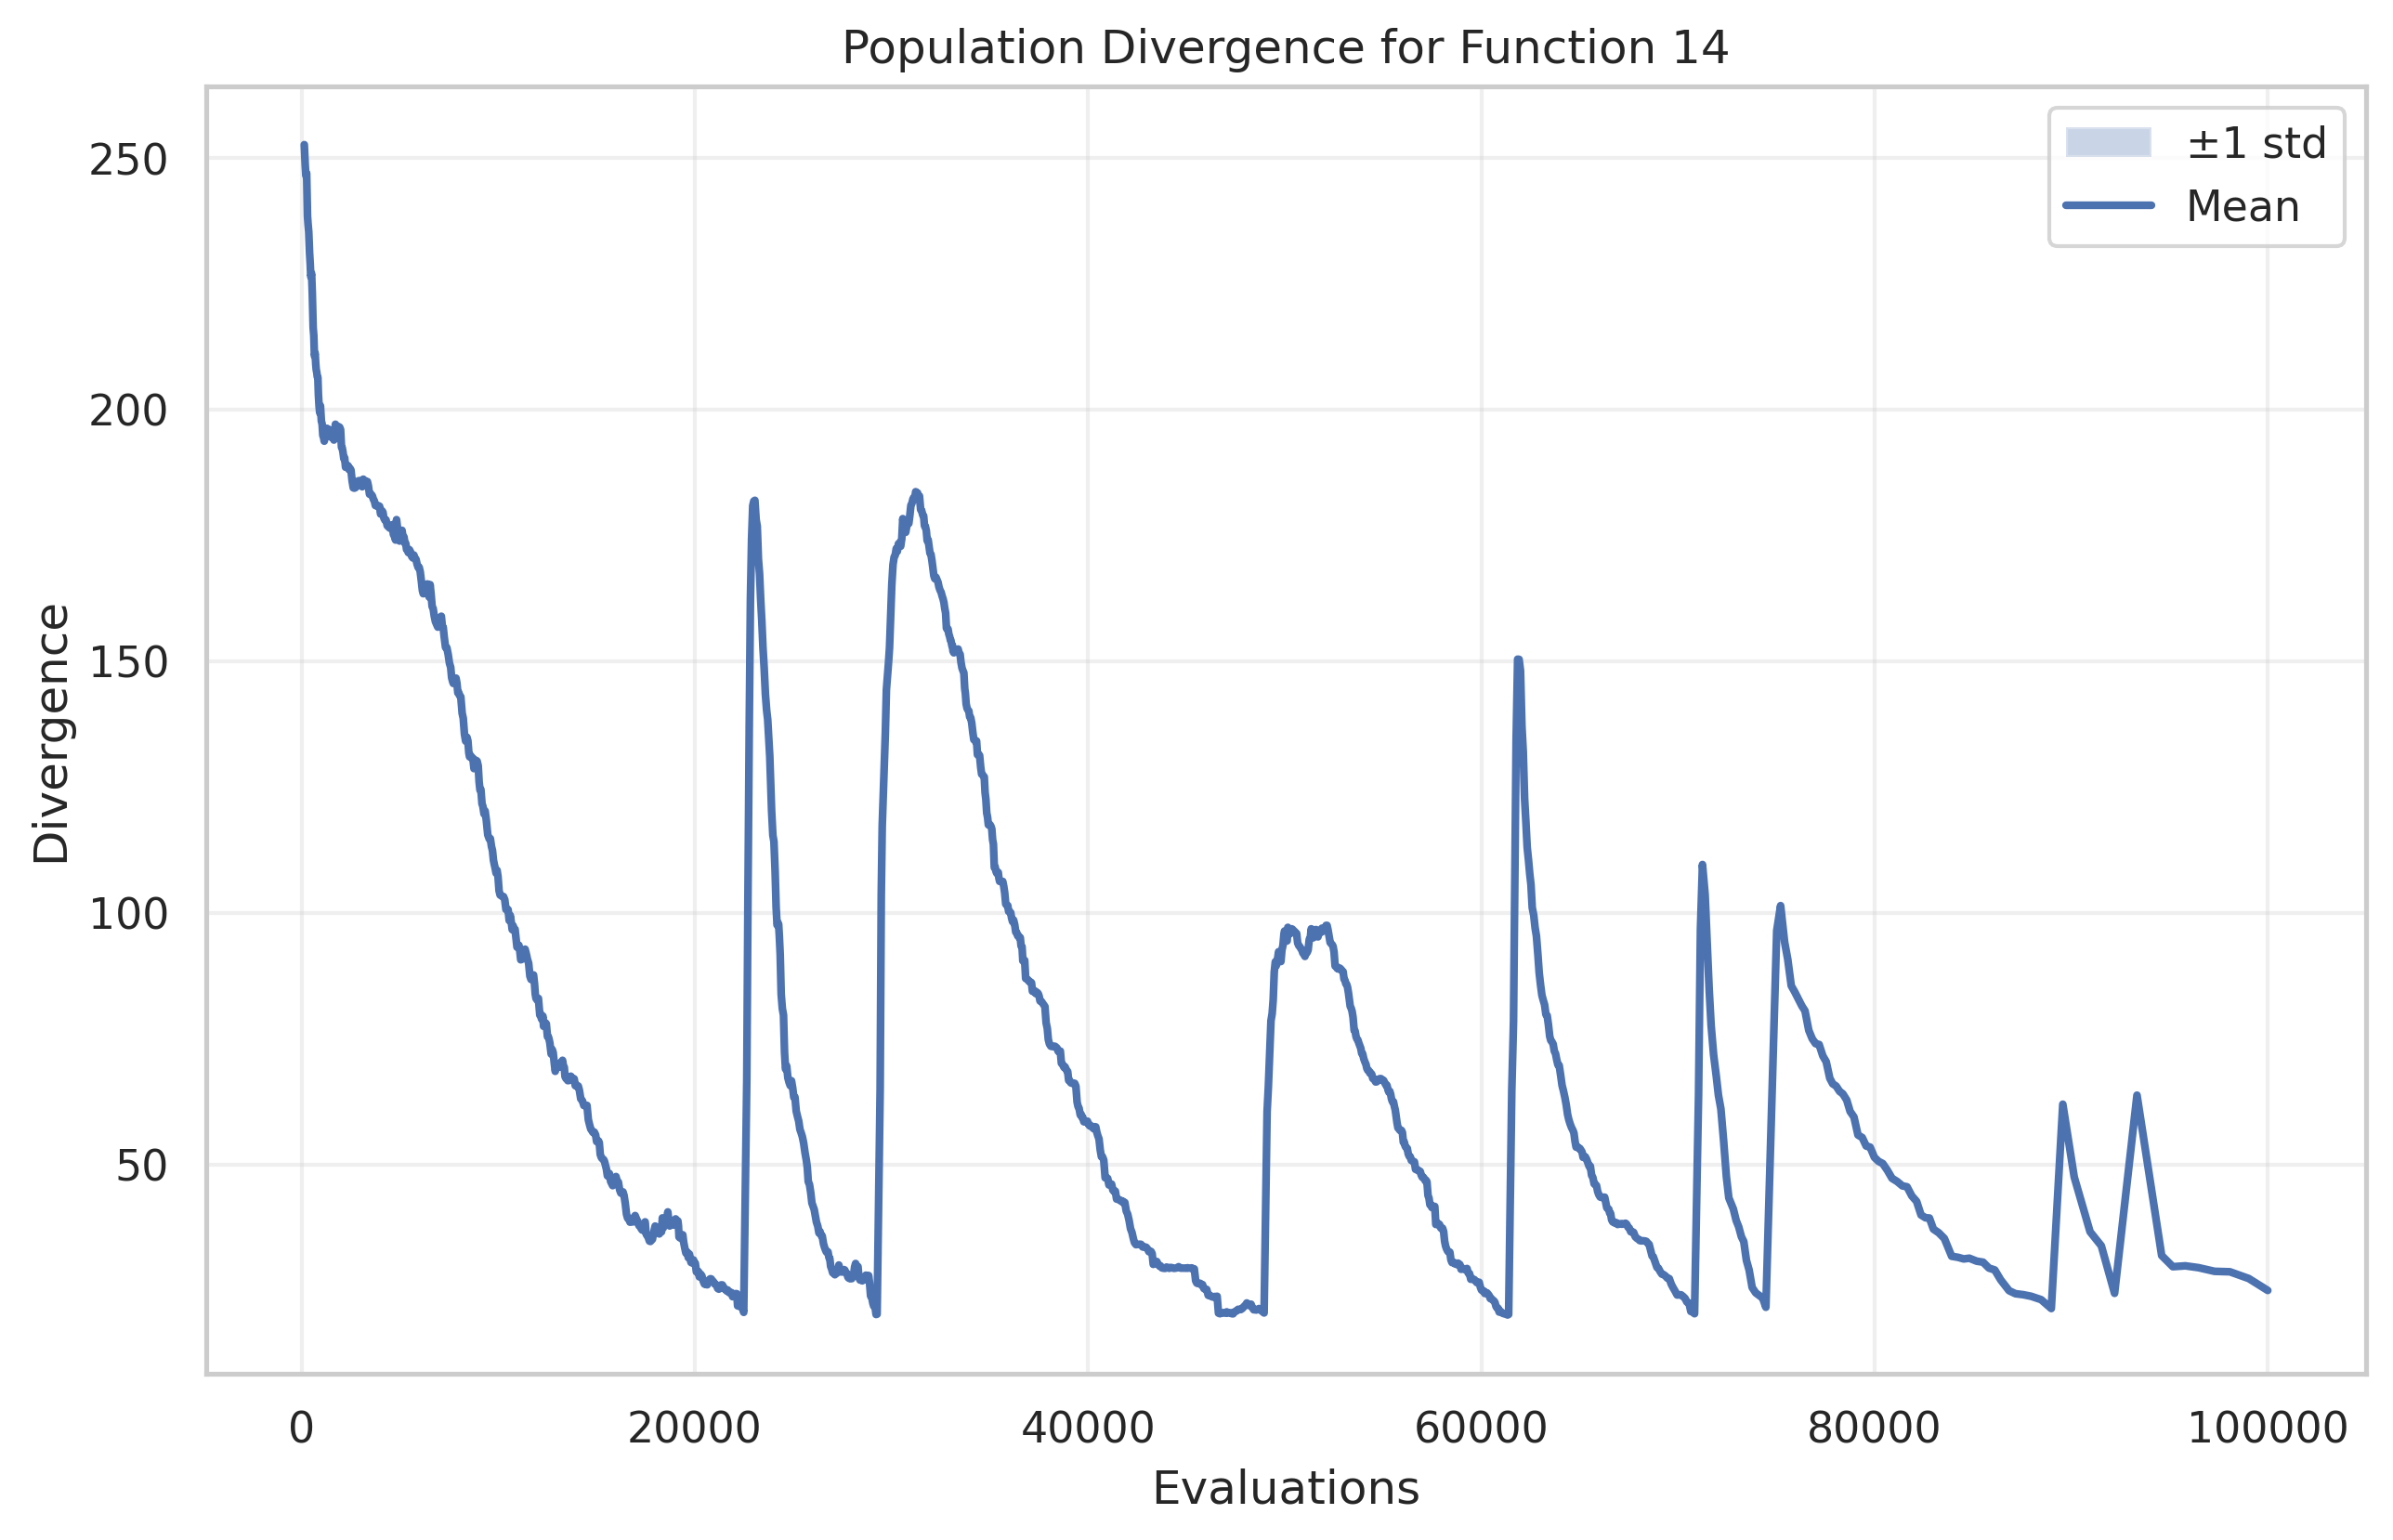 Population Divergence for Function 14
±1 std
Mean
Divergence
250
200
150
100
50
0
20000
40000
60000
80000
100000
Evaluations